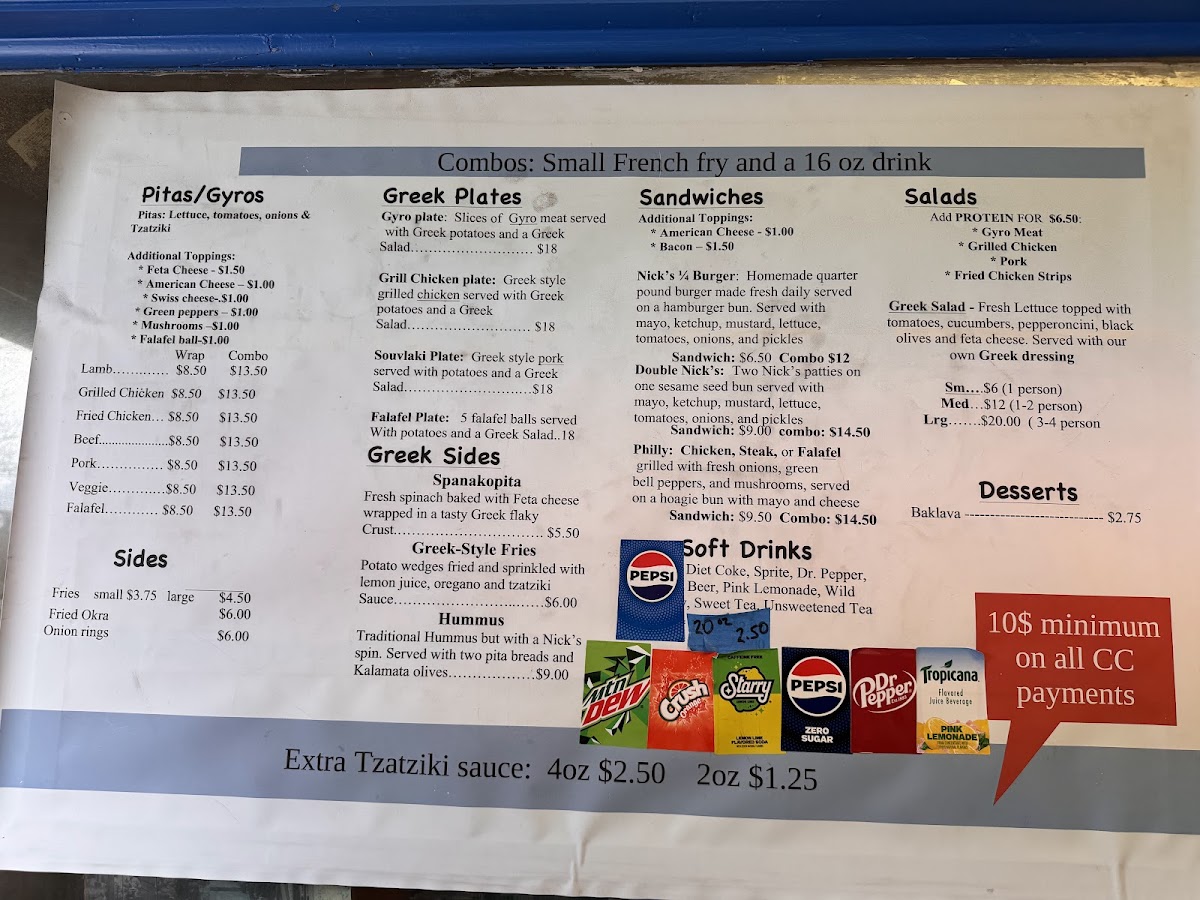 Combos: Small French fry and a 16 oz drink
Pitas/Gyros
Pitas: Lettuce, tomatoes, onions &
Tzatziki
Additional Toppings:
* Feta Cheese - $1.50
* American Cheese – $1.00
* Swiss cheese-.$1.00
* Green peppers – $1.00
* Mushrooms –$1.00
* Falafel ball-$1.00
Wrap Combo
Lamb…………. $8.50 $13.50
Grilled Chicken $8.50 $13.50
Fried Chicken… $8.50 $13.50
Beef......................$8.50 $13.50
Pork…………… $8.50 $13.50
Veggie………….$8.50 $13.50
Falafel………… $8.50 $13.50
Sides
Fries small $3.75 large $4.50
Fried Okra $6.00
Onion rings $6.00
Greek Plates
Gyro plate: Slices of Gyro meat served
with Greek potatoes and a Greek
Salad………………………… $18
Grill Chicken plate: Greek style
grilled chicken served with Greek
potatoes and a Greek
Salad………………………… $18
Souvlaki Plate: Greek style pork
served with potatoes and a Greek
Salad………………………….$18
Falafel Plate: 5 falafel balls served
With potatoes and a Greek Salad..18
Greek Sides
Spanakopita
Fresh spinach baked with Feta cheese
wrapped in a tasty Greek flaky
Crust………………………… $5.50
Greek-Style Fries
Potato wedges fried and sprinkled with
lemon juice, oregano and tzatziki
Sauce…………………...……$6.00
Hummus
Traditional Hummus but with a Nick's
spin. Served with two pita breads and
Kalamata olives………………$9.00
Sandwiches
Additional Toppings:
* American Cheese - $1.00
* Bacon – $1.50
Nick's ¼ Burger: Homemade quarter
pound burger made fresh daily served
on a hamburger bun. Served with
mayo, ketchup, mustard, lettuce,
tomatoes, onions, and pickles
Sandwich: $6.50 Combo $12
Double Nick's: Two Nick's patties on
one sesame seed bun served with
mayo, ketchup, mustard, lettuce,
tomatoes, onions, and pickles
Sandwich: $9.00 combo: $14.50
Philly: Chicken, Steak, or Falafel
grilled with fresh onions, green
bell peppers, and mushrooms, served
on a hoagie bun with mayo and cheese
Sandwich: $9.50 Combo: $14.50
Soft Drinks
Diet Coke, Sprite, Dr. Pepper,
Beer, Pink Lemonade, Wild
, Sweet Tea, Unsweetened Tea
PEPSI
20 oz 2.50
Mtn DEW
Crush
Orange
CAFFEINE FREE
Starry
LEMON LIME
FLAVORED SODA
PEPSI
ZERO
SUGAR
Dr Pepper
Tropicana
Flavored
Juice Beverage
PINK
LEMONADE
Salads
Add PROTEIN FOR $6.50:
* Gyro Meat
* Grilled Chicken
* Pork
* Fried Chicken Strips
Greek Salad - Fresh Lettuce topped with
tomatoes, cucumbers, pepperoncini, black
olives and feta cheese. Served with our
own Greek dressing
Sm.…$6 (1 person)
Med…$12 (1-2 person)
Lrg…….$20.00 ( 3-4 person
Desserts
Baklava ---------------------------- $2.75
10$ minimum
on all CC
payments
Extra Tzatziki sauce: 4oz $2.50 2oz $1.25